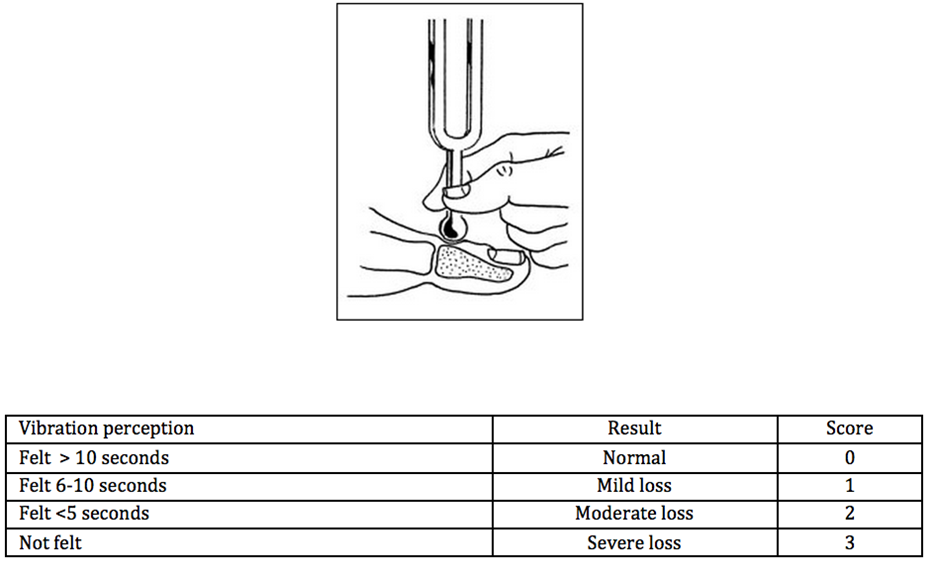 Vibration perception Result Score
Felt > 10 seconds Normal 0
Felt 6-10 seconds Mild loss 1
Felt <5 seconds Moderate loss 2
Not felt Severe loss 3